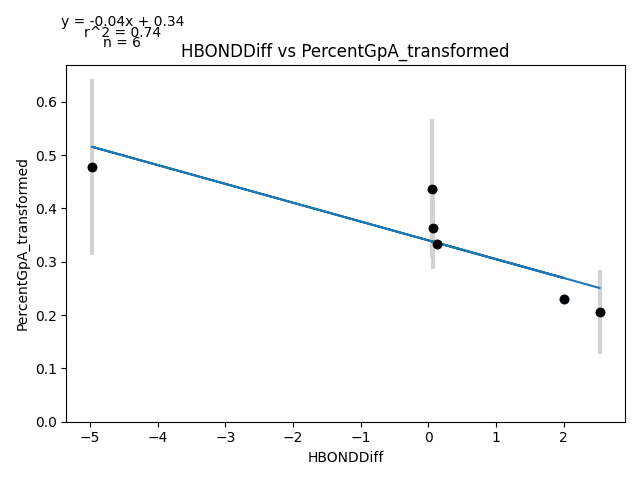 y = -0.04x + 0.34
r^2 = 0.74
n = 6
HBONDDiff vs PercentGpA_transformed
PercentGpA_transformed
0.6
0.5
0.4
0.3
0.2
0.1
0.0
−5
−4
−3
−2
−1
0
1
2
HBONDDiff